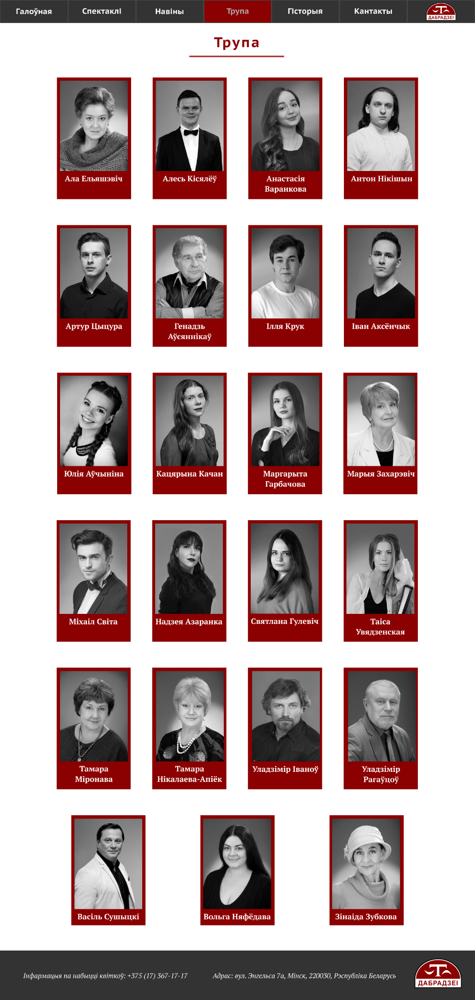 Галоўная
Спектаклі
Навіны
Трупа
Гісторыя
Кантакты
ДАБРАДЗЕІ
Трупа
Ала Ельяшэвіч
Алесь Кісялёў
Анастасія
Варанкова
Антон Нікішын
Артур Цыцура
Генадзь
Аўсяннікаў
Ілля Крук
Іван Аксёнчык
Юлія Аўчыніна
Кацярына Качан
Маргарыта
Гарбачова
Марыя Захарэвіч
Міхаіл Світа
Надзея Азаранка
Святлана Гулевіч
Таіса
Увядзенская
Тамара
Міронава
Тамара
Нікалаева-Апіёк
Уладзімір Іваноў
Уладзімір
Рагаўцоў
Васіль Сушыцкі
Вольга Няфёдава
Зінаіда Зубкова
Інфармацыя па набыцці квіткоў: +375 (17) 367-17-17
Адрас: вул. Энгельса 7а, Мінск, 220030, Рэспубліка Беларусь
ДАБРАДЗЕІ